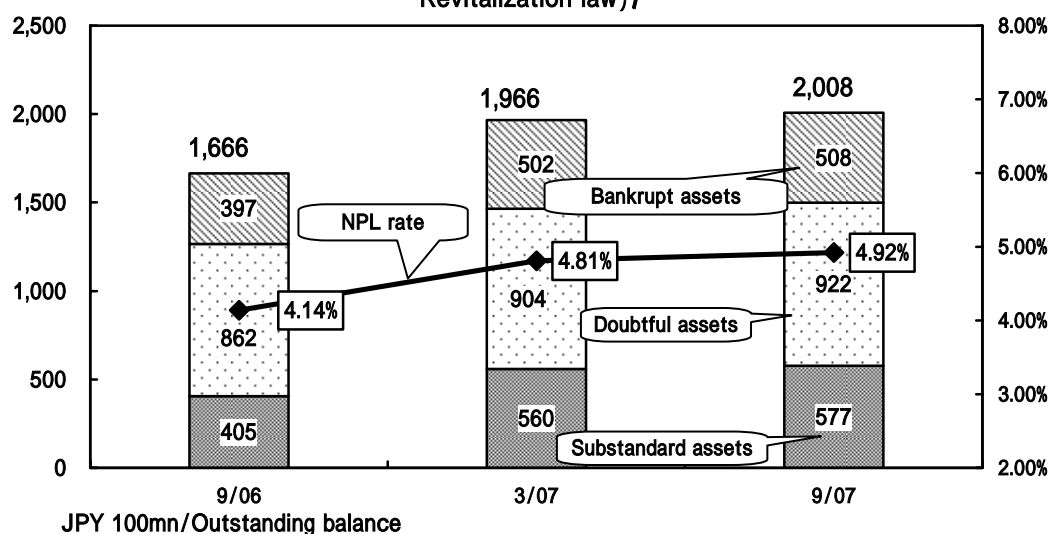 Revitalization law)/
2,500 8.00%
2,000 7.00%
1,500 6.00%
1,000 5.00%
500 4.00%
0 3.00%
2.00%
1,666 1,966 2,008
397 502 508
NPL rate
Bankrupt assets
4.14% 4.81% 4.92%
862 904 922
Doubtful assets
405 560 577
Substandard assets
9/06 3/07 9/07
JPY 100mn/Outstanding balance